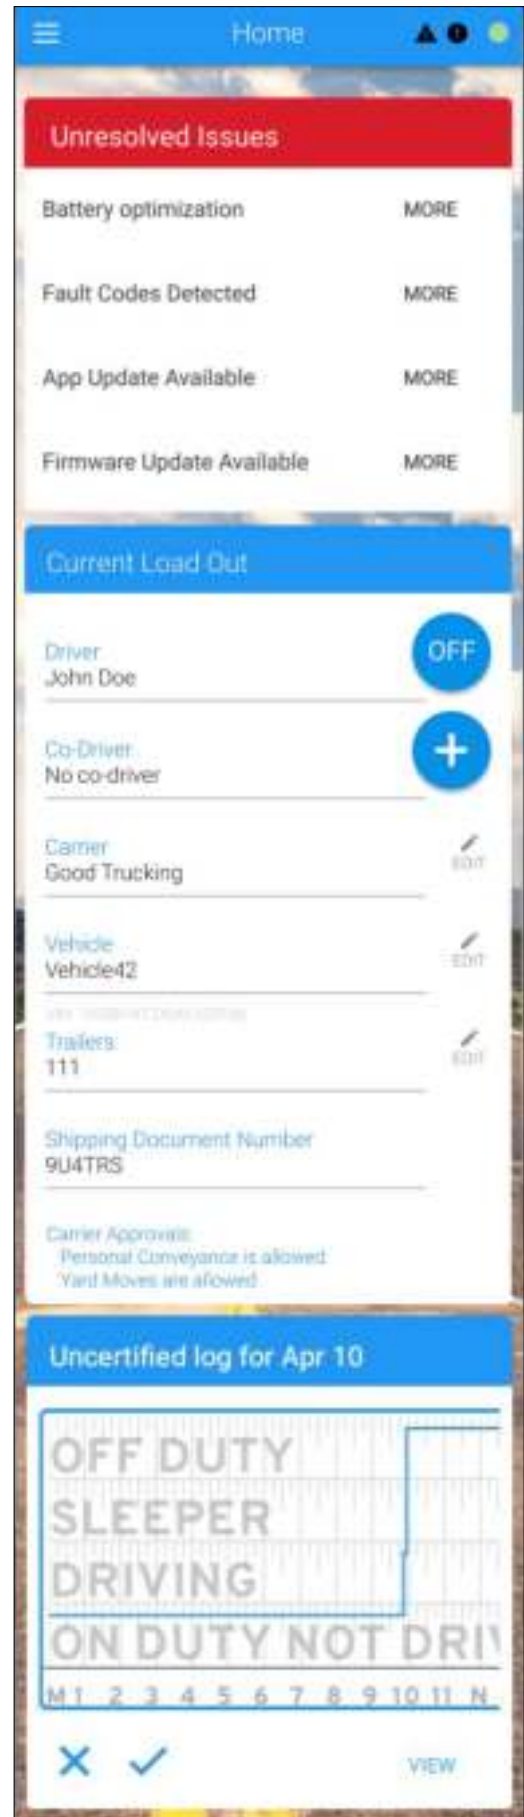 Home
Unresolved Issues
Battery optimization MORE
Fault Codes Detected MORE
App Update Available MORE
Firmware Update Available MORE
Current Load Out
Driver
John Doe
OFF
Co-Driver
No co-driver
+
Carrier
Good Trucking
EDIT
Vehicle
Vehicle42
EDIT
Trailers
111
EDIT
Shipping Document Number
9U4TRS
Carrier Approvals:
Personal Conveyance is allowed
Yard Moves are allowed
Uncertified log for Apr 10
OFF DUTY
SLEEPER
DRIVING
ON DUTY NOT DRIV
M 1 2 3 4 5 6 7 8 9 10 11 N
VIEW